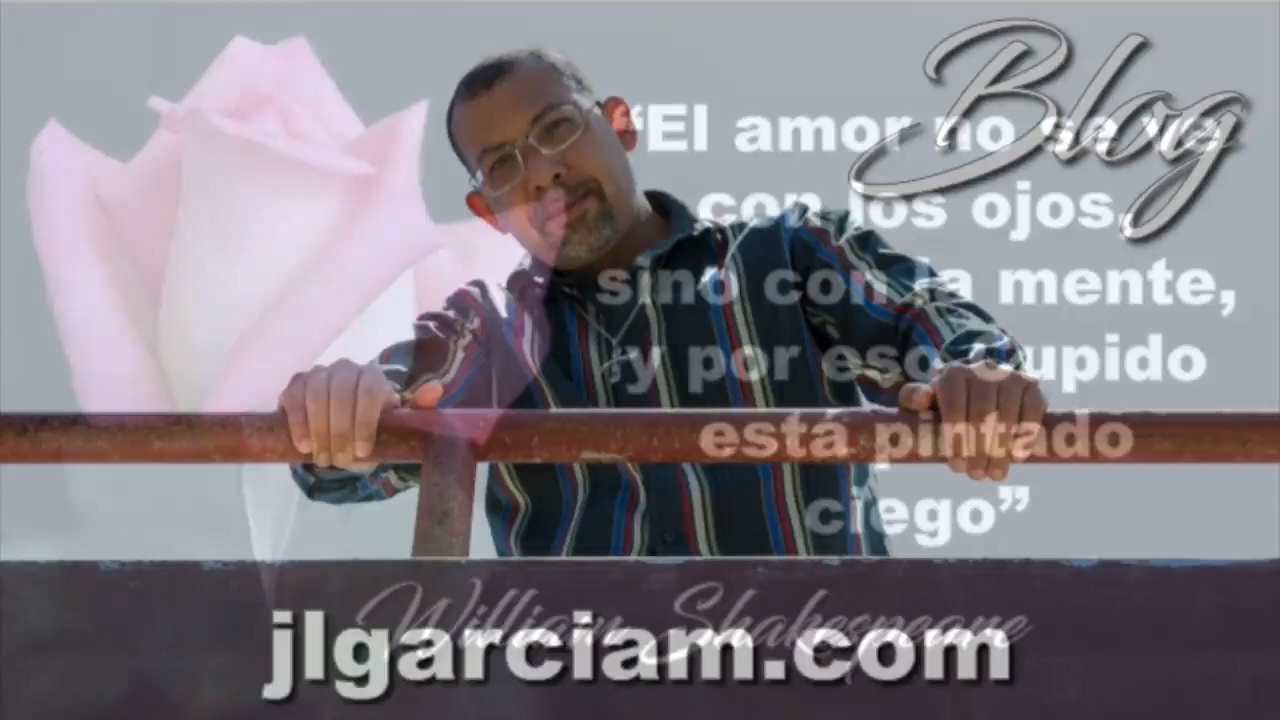 Blog
“El amor no se ve
con los ojos,
sino con la mente,
y por eso cupido
está pintado
ciego”
William Shakespeare
jlgarciam.com